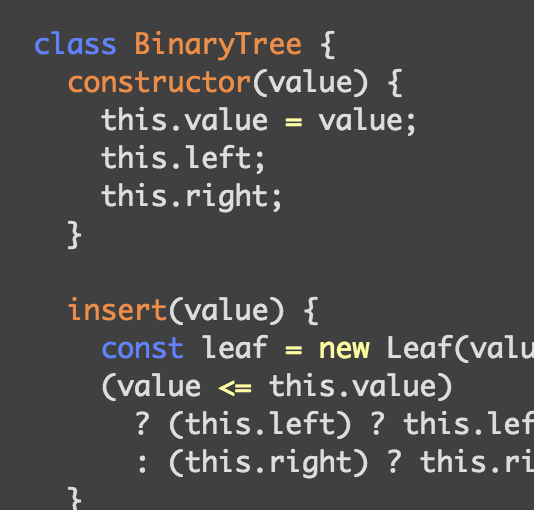 class BinaryTree {
constructor(value) {
this.value = value;
this.left;
this.right;
}
insert(value) {
const leaf = new Leaf(valu
(value <= this.value)
? (this.left) ? this.lef
: (this.right) ? this.ri
}